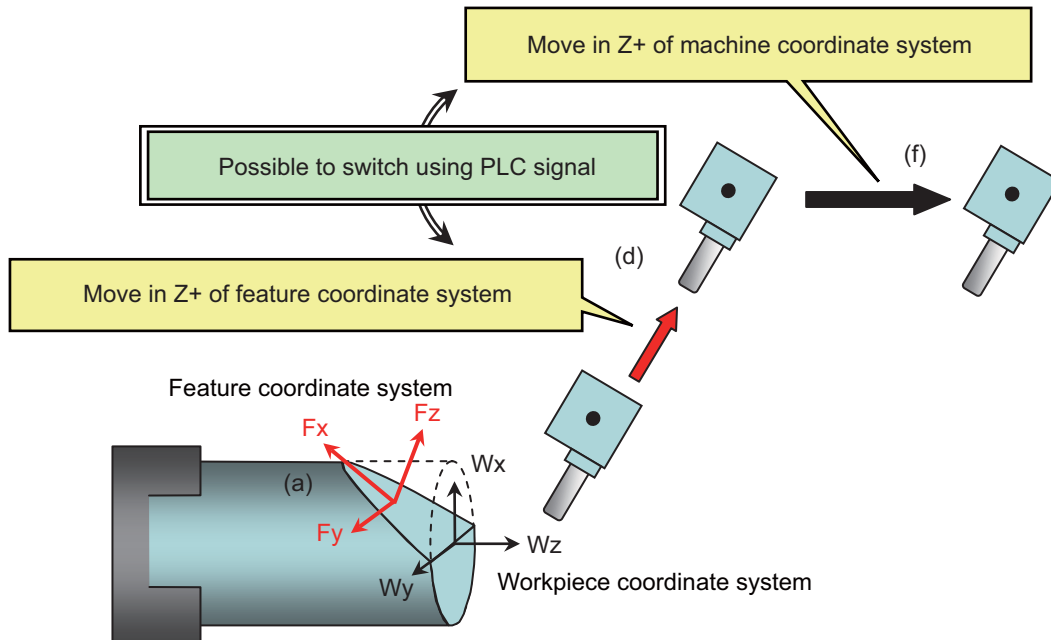 Move in Z+ of machine coordinate system
Possible to switch using PLC signal
(f)
(d)
Move in Z+ of feature coordinate system
Feature coordinate system
Fx
Fz
(a)
Wx
Fy
Wz
Wy
Workpiece coordinate system